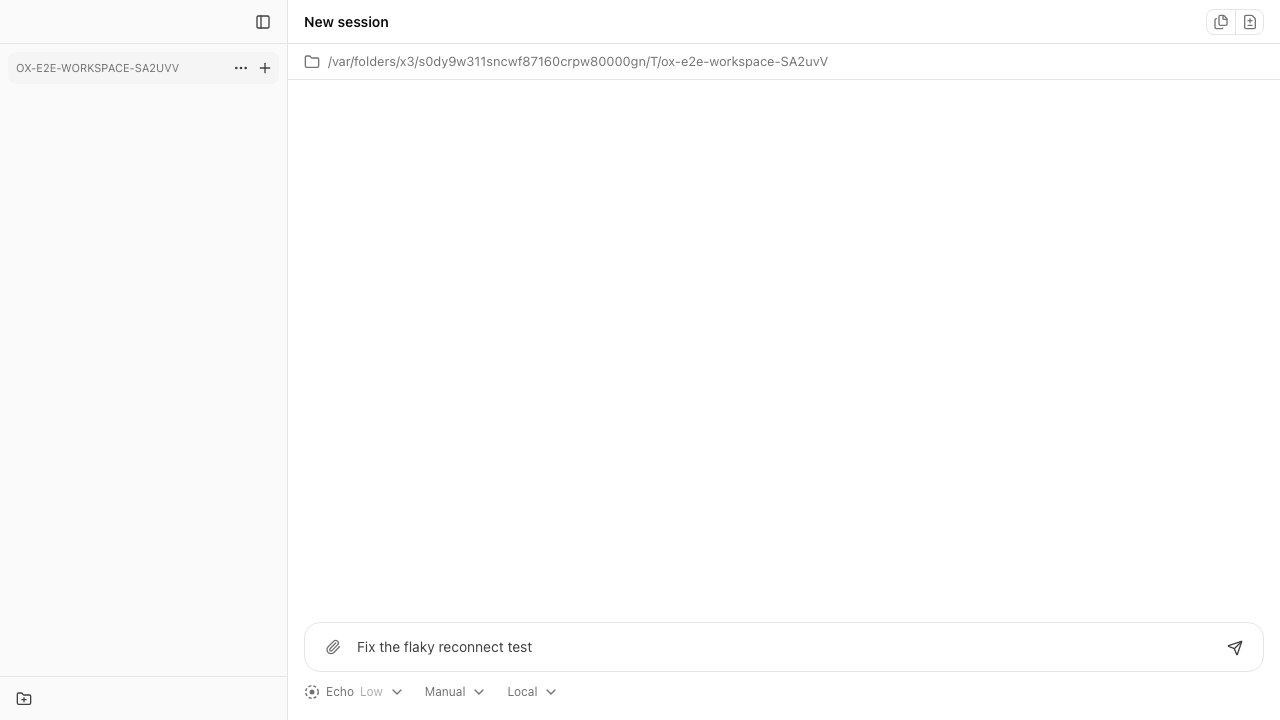 New session
OX-E2E-WORKSPACE-SA2UVV
/var/folders/x3/s0dy9w311sncwf87160crpw80000gn/T/ox-e2e-workspace-SA2uvV
Fix the flaky reconnect test
Echo Low Manual Local